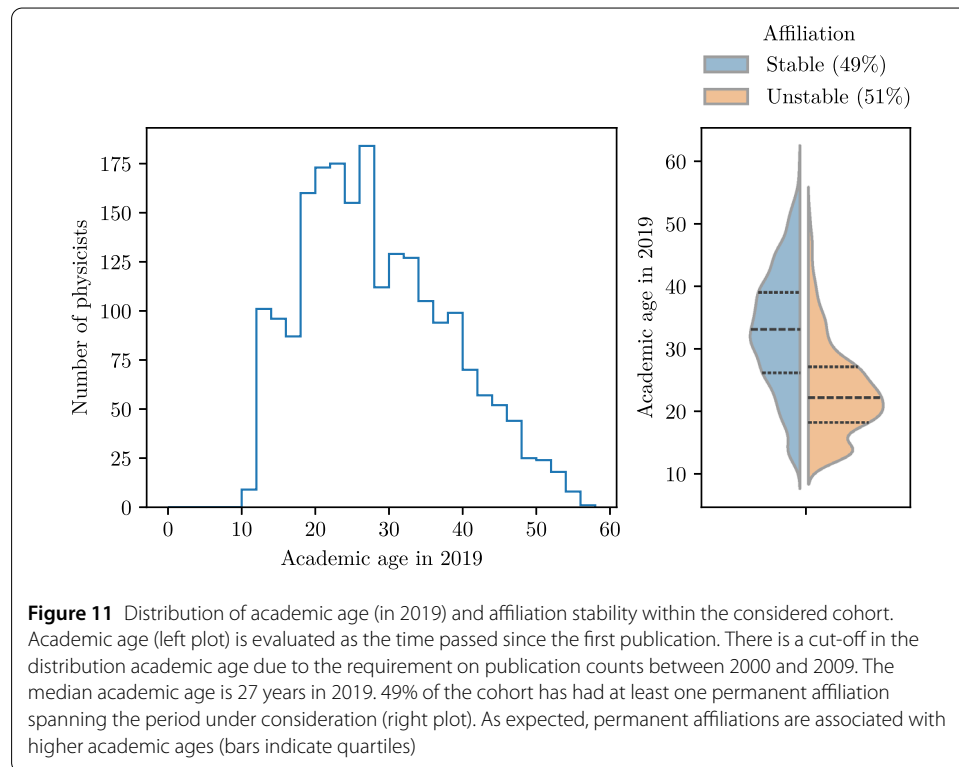 Affiliation
Stable (49%)
Unstable (51%)
175
150
125
100
75
50
25
0
Number of physicists
0 10 20 30 40 50 60
Academic age in 2019
60
50
40
30
20
10
Academic age in 2019
Figure 11 Distribution of academic age (in 2019) and affiliation stability within the considered cohort.
Academic age (left plot) is evaluated as the time passed since the first publication. There is a cut-off in the
distribution academic age due to the requirement on publication counts between 2000 and 2009. The
median academic age is 27 years in 2019. 49% of the cohort has had at least one permanent affiliation
spanning the period under consideration (right plot). As expected, permanent affiliations are associated with
higher academic ages (bars indicate quartiles)